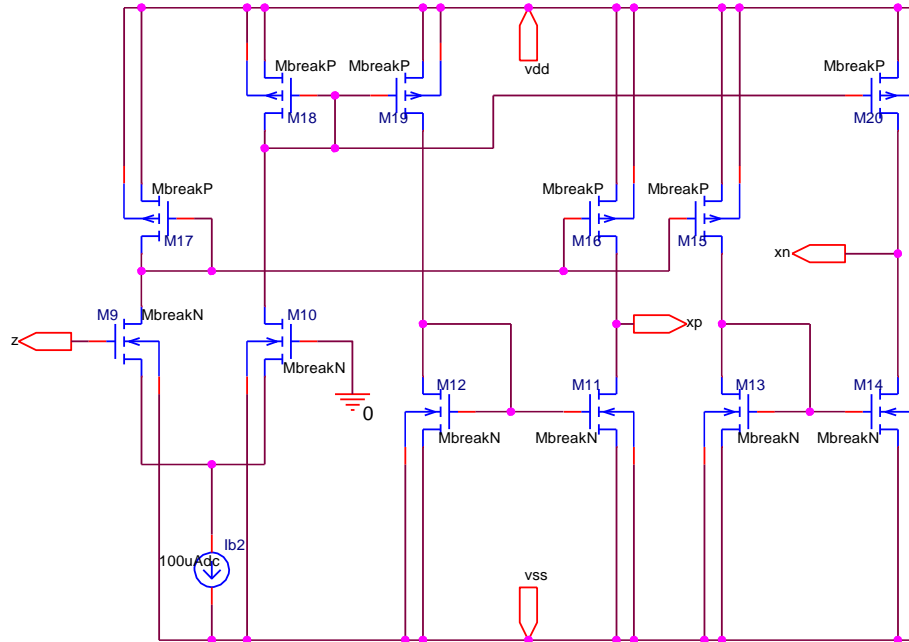 vdd
MbreakP
MbreakP
MbreakP
M18
M19
M20
MbreakP
MbreakP
MbreakP
M17
M16
M15
xn
M9
MbreakN
M10
z
xp
MbreakN
M12
M11
M13
M14
0
MbreakN
MbreakN
MbreakN
MbreakN
Ib2
100uAdc
vss